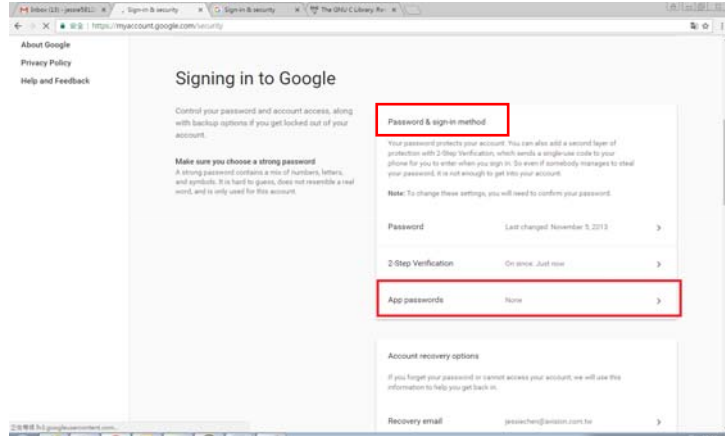 Sign-in & security
Sign-in & security
The GNU C Library
https://myaccount.google.com/security
About Google
Privacy Policy
Help and Feedback
Signing in to Google
Control your password and account access, along
with backup options if you get locked out of your
account.
Make sure you choose a strong password
A strong password contains a mix of numbers, letters,
and symbols. It is hard to guess, does not resemble a real
word, and is only used for this account.
Password & sign-in method
Your password protects your account. You can also add a second layer of
protection with 2-Step Verification, which sends a single-use code to your
phone for you to enter when you sign in. So even if somebody manages to steal
your password, it is not enough to get into your account.
Note: To change these settings, you will need to confirm your password.
Password Last changed: November 5, 2013
2-Step Verification On since: Just now
App passwords None
Account recovery options
If you forget your password or cannot access your account, we will use this
information to help you get back in.
Recovery email jessiechen@avision.com.tw